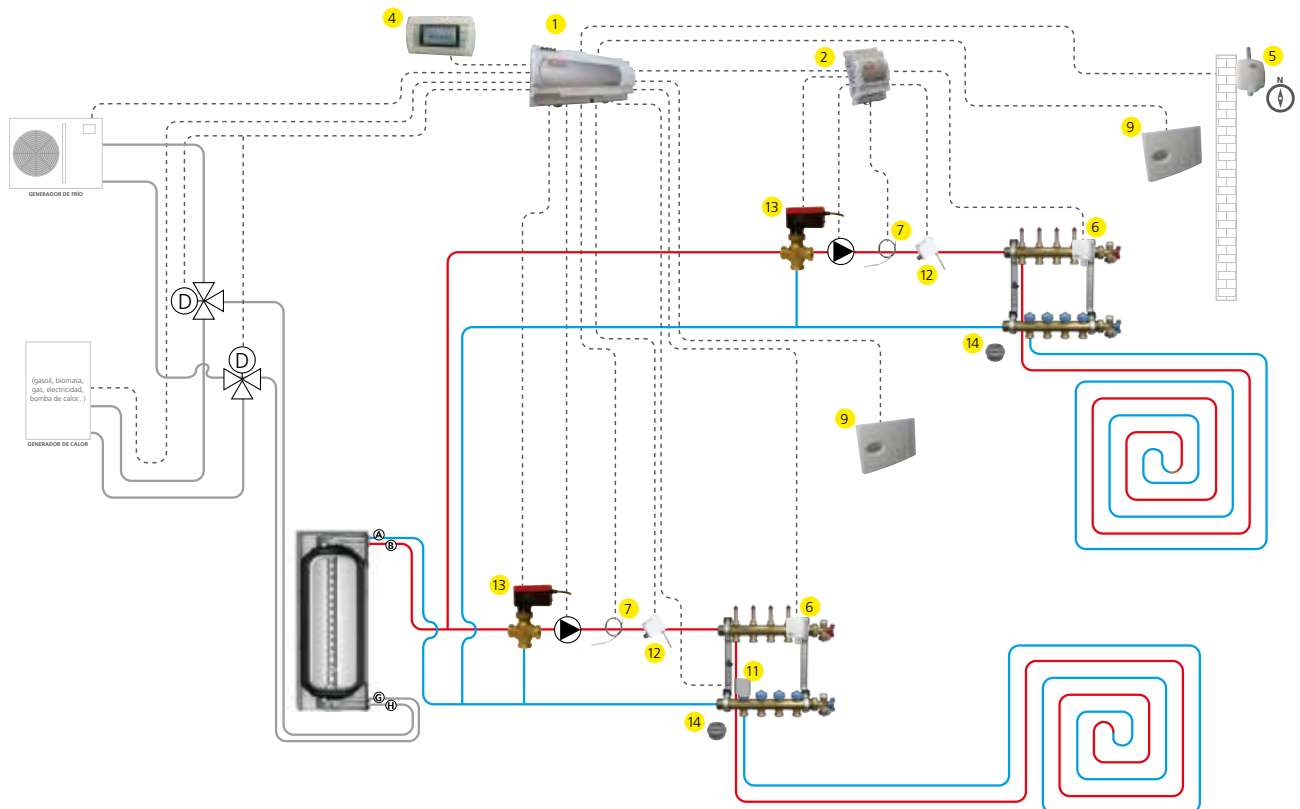 4
1
2
5
N
9
GENERADOR DE FRÍO
13
7
6
12
D
14
D
(gasoil, biomasa,
gas, electricidad,
bomba de calor...)
9
GENERADOR DE CALOR
A
B
13
7
6
12
11
G
H
14